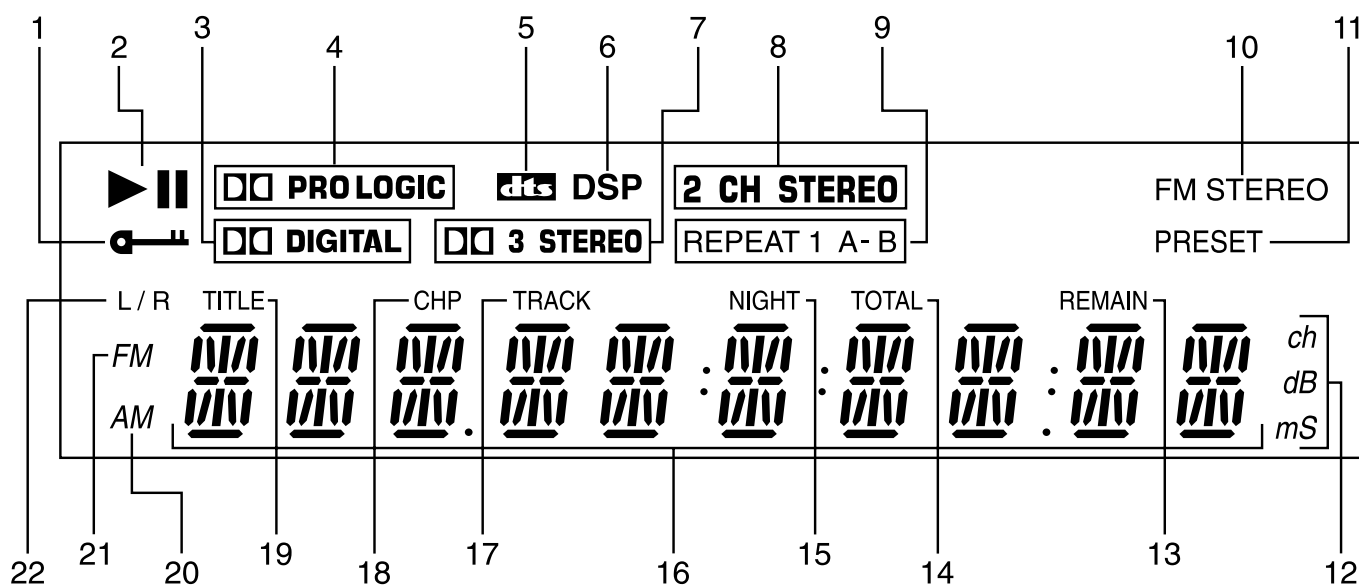 1 3 5 7 9 11
2 4 6 8 10
PRO LOGIC dts DSP 2 CH STEREO FM STEREO
DIGITAL 3 STEREO REPEAT 1 A- B PRESET
L / R TITLE CHP TRACK NIGHT TOTAL REMAIN
FM ch
dB
AM mS
21 19 17 15 13
22 20 18 16 14 12